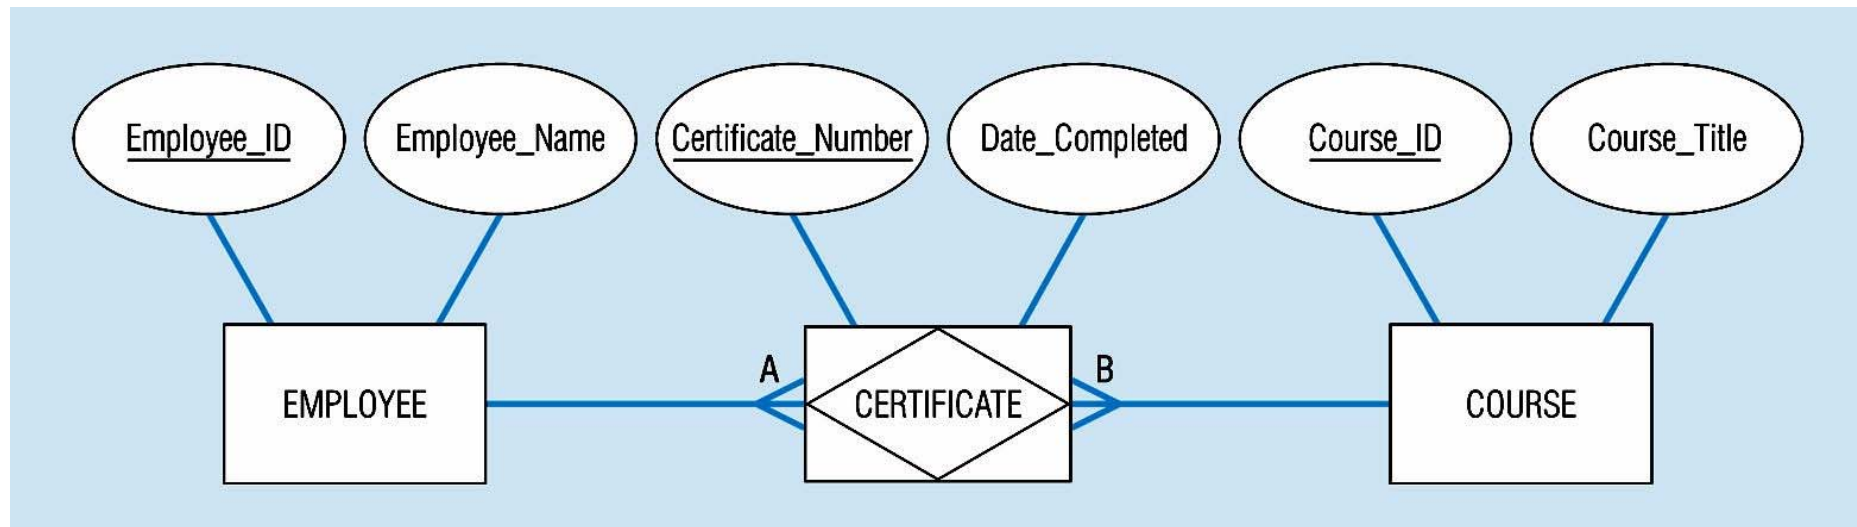 Employee_ID
Employee_Name
Certificate_Number
Date_Completed
Course_ID
Course_Title
A
B
EMPLOYEE
CERTIFICATE
COURSE